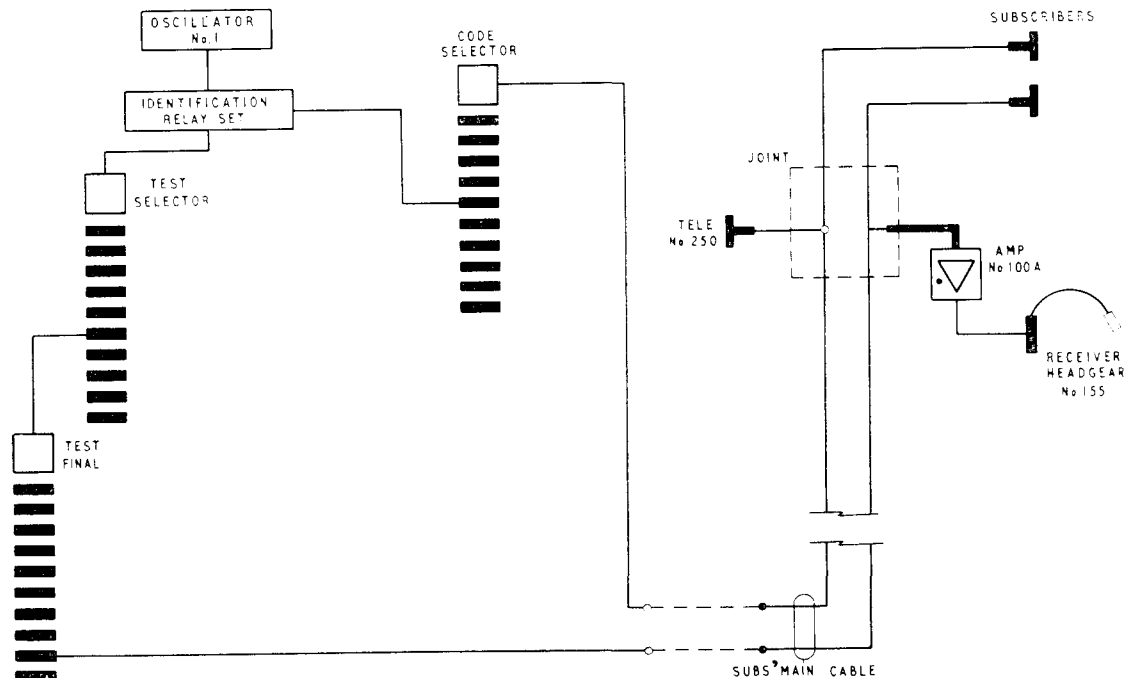 OSCILLATOR
No.1
CODE
SELECTOR
SUBSCRIBERS
IDENTIFICATION
RELAY SET
TEST
SELECTOR
JOINT
TELE
No 250
AMP
No 100A
RECEIVER
HEADGEAR
No 155
TEST
FINAL
SUBS' MAIN CABLE